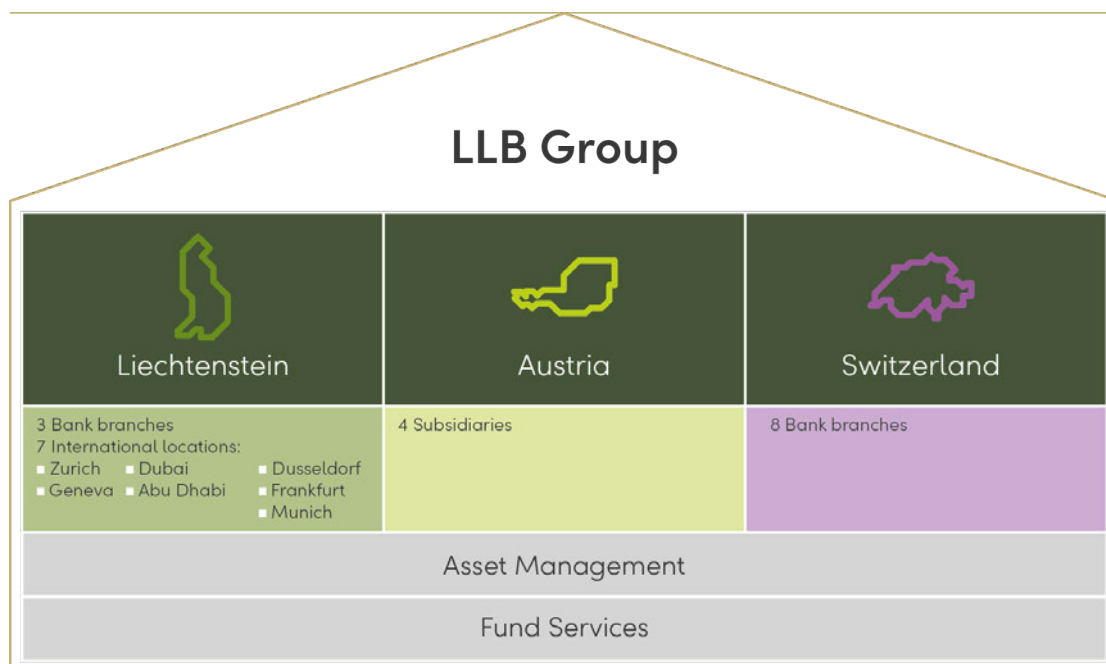 LLB Group
Liechtenstein
Austria
Switzerland
3 Bank branches
7 International locations:
Zurich Dubai Dusseldorf
Geneva Abu Dhabi Frankfurt
Munich
4 Subsidiaries
8 Bank branches
Asset Management
Fund Services